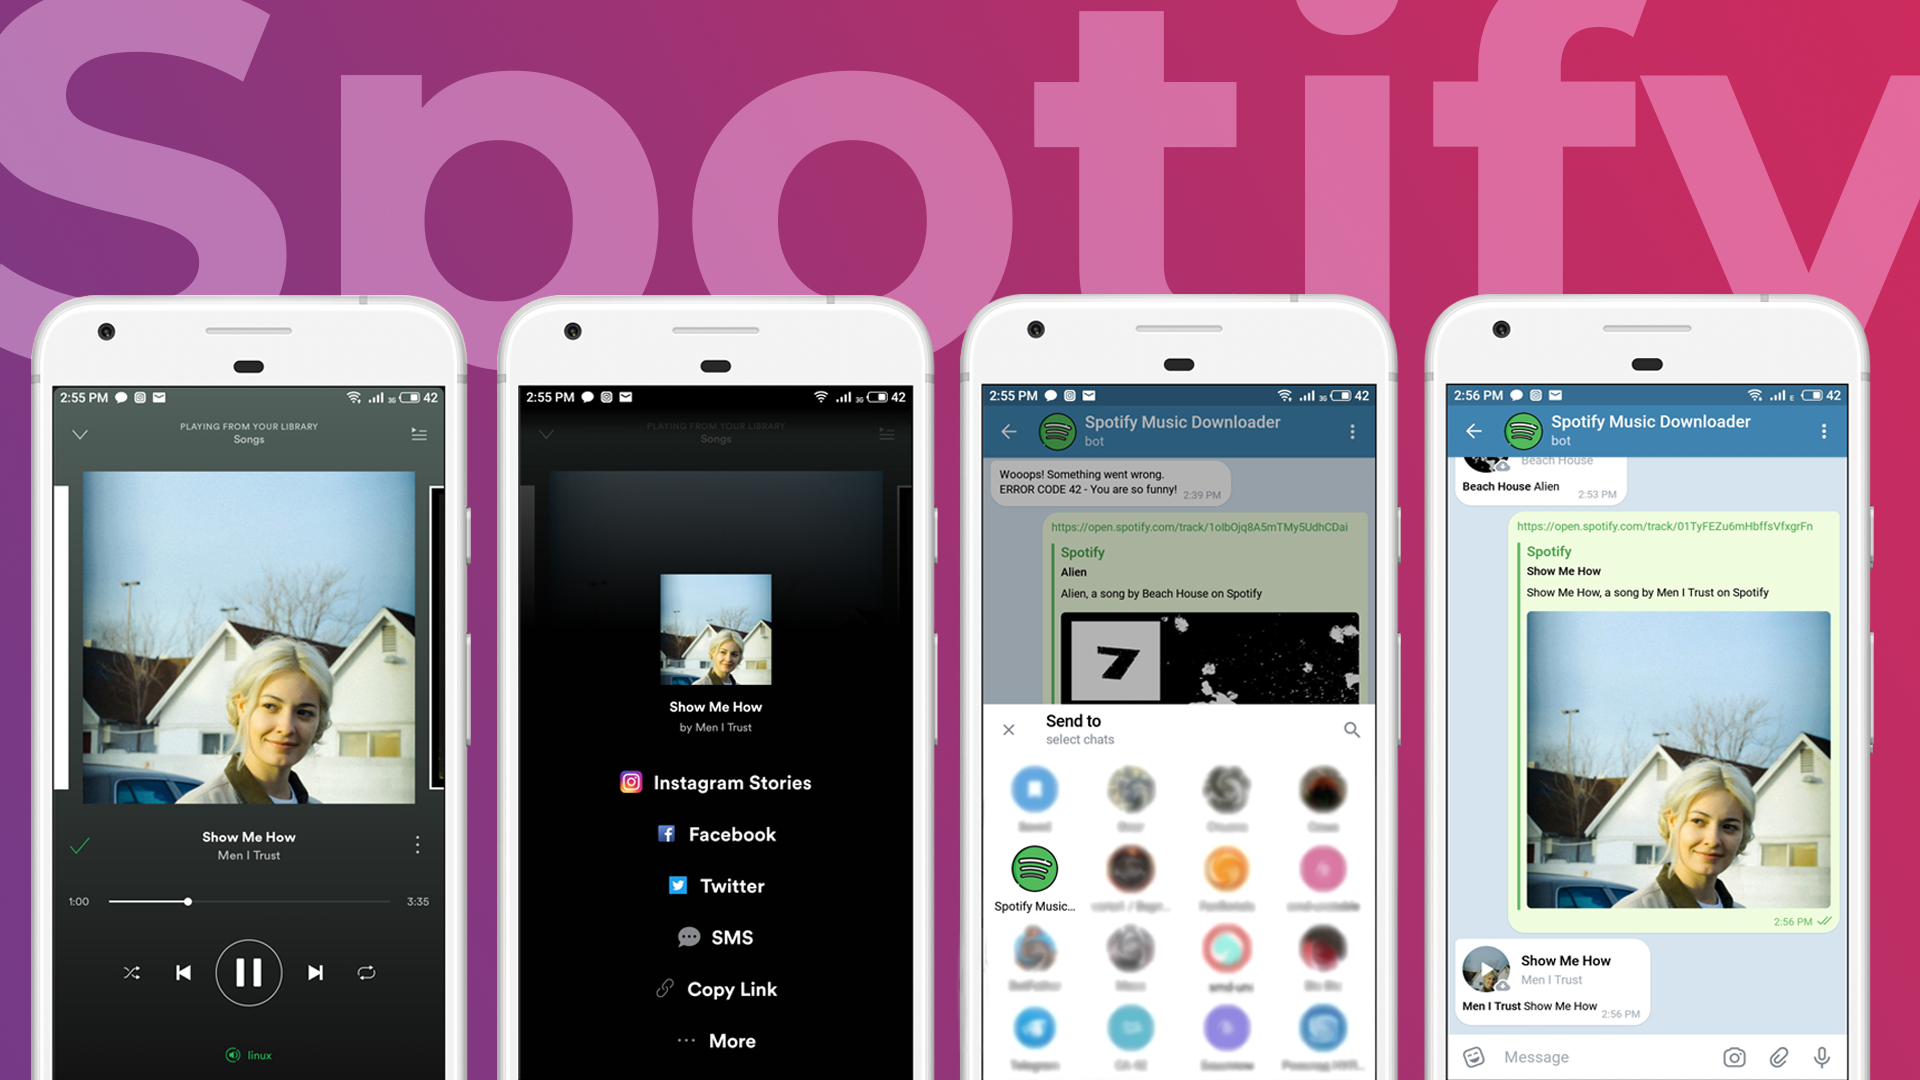 Spotify
2:55 PM
42
PLAYING FROM YOUR LIBRARY
Songs
Show Me How
Men I Trust
1:00
3:35
linux
2:55 PM
3G 42
PLAYING FROM YOUR LIBRARY
Songs
Show Me How
by Men I Trust
Instagram Stories
Facebook
Twitter
SMS
Copy Link
More
2:55 PM
3G 42
Spotify Music Downloader
bot
Wooops! Something went wrong.
ERROR CODE 42 - You are so funny! 2:39 PM
https://open.spotify.com/track/1oIbOjq8A5mTMy5UdhCDai
Spotify
Alien
Alien, a song by Beach House on Spotify
7
Send to
select chats
Spotify Music...
Telegram
2:56 PM
E 42
Spotify Music Downloader
bot
Beach House
Beach House Alien
2:53 PM
https://open.spotify.com/track/01TyFEZu6mHbffsVfxgrFn
Spotify
Show Me How
Show Me How, a song by Men I Trust on Spotify
2:56 PM
Show Me How
Men I Trust
Men I Trust Show Me How
2:56 PM
Message